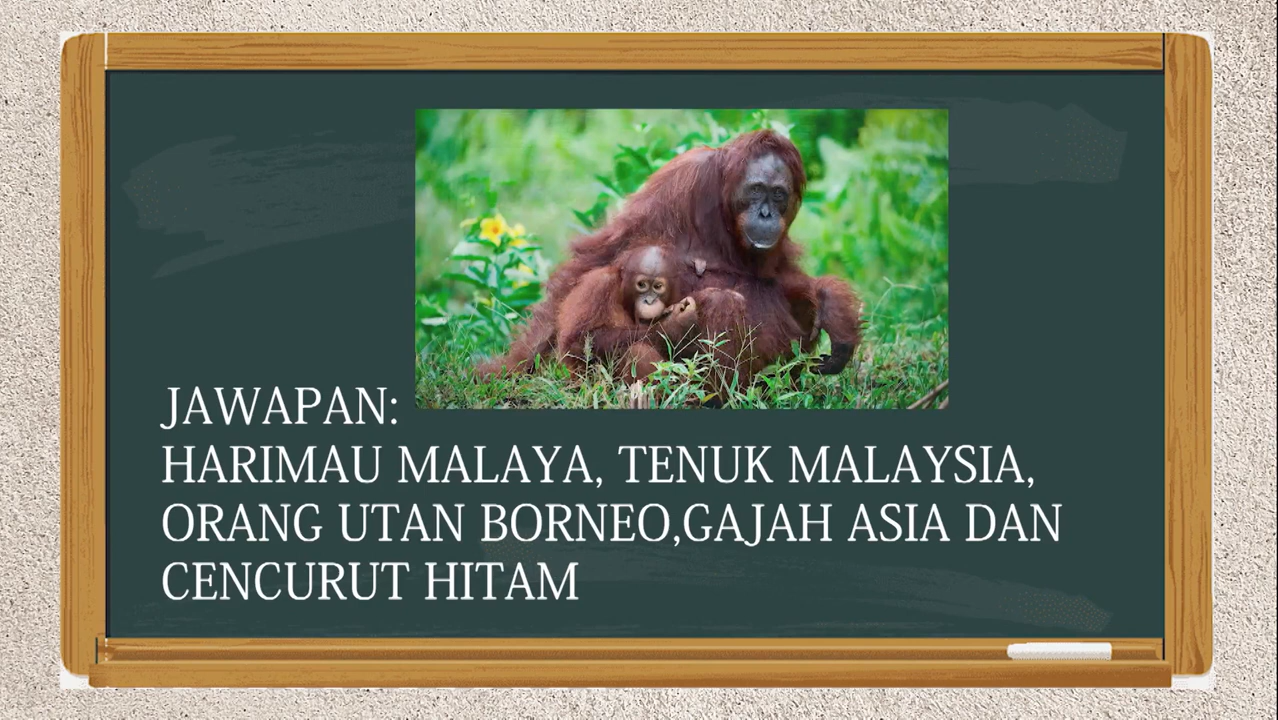 JAWAPAN:
HARIMAU MALAYA, TENUK MALAYSIA,
ORANG UTAN BORNEO,GAJAH ASIA DAN
CENCURUT HITAM